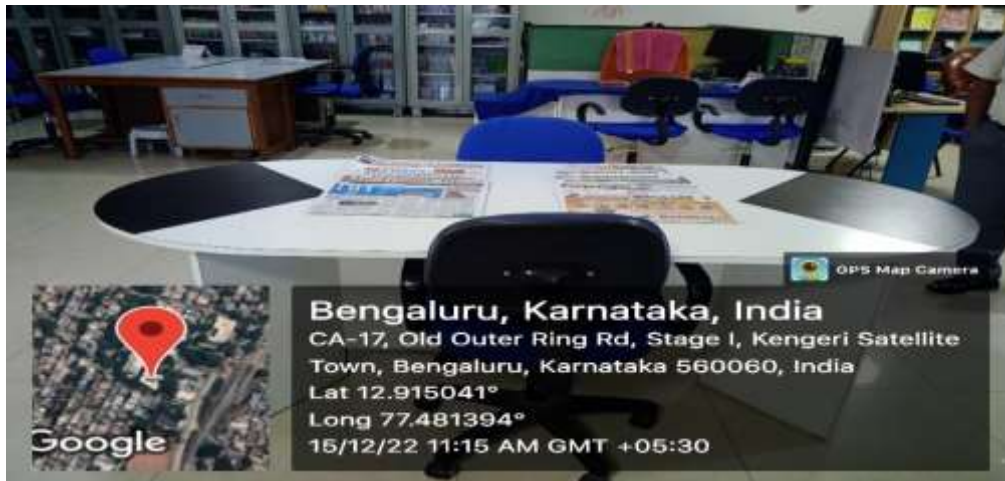 GPS Map Camera
Bengaluru, Karnataka, India
CA-17, Old Outer Ring Rd, Stage I, Kengeri Satellite
Town, Bengaluru, Karnataka 560060, India
Lat 12.915041°
Long 77.481394°
15/12/22 11:15 AM GMT +05:30
Google